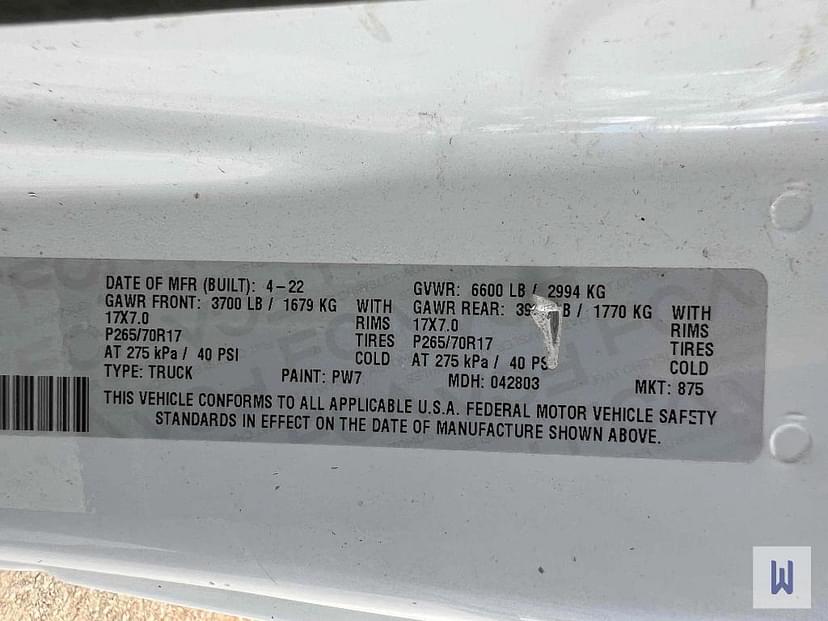 DATE OF MFR (BUILT): 4-22 GVWR: 6600 LB / 2994 KG
GAWR FRONT: 3700 LB / 1679 KG WITH GAWR REAR: LB / 1770 KG WITH
17X7.0 RIMS 17X7.0 RIMS
P265/70R17 TIRES P265/70R17 TIRES
AT 275 kPa / 40 PSI COLD AT 275 kPa / 40 PSI COLD
TYPE: TRUCK PAINT: PW7 MDH: 042803 MKT: 875
THIS VEHICLE CONFORMS TO ALL APPLICABLE U.S.A. FEDERAL MOTOR VEHICLE SAFETY
STANDARDS IN EFFECT ON THE DATE OF MANUFACTURE SHOWN ABOVE.
W